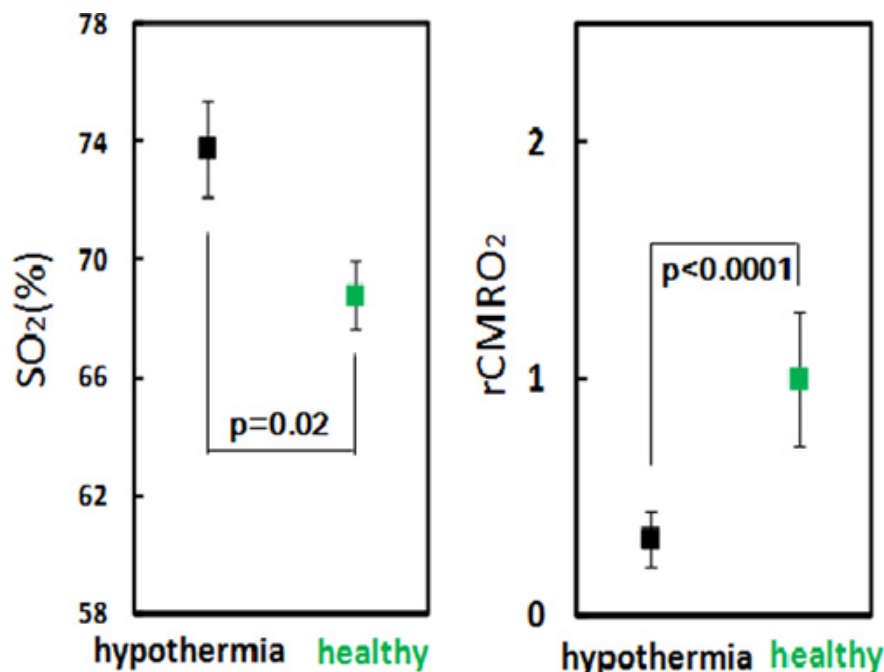 78
74
70
66
62
58
SO₂(%)
p=0.02
hypothermia healthy
2
1
0
rCMRO₂
p<0.0001
hypothermia healthy